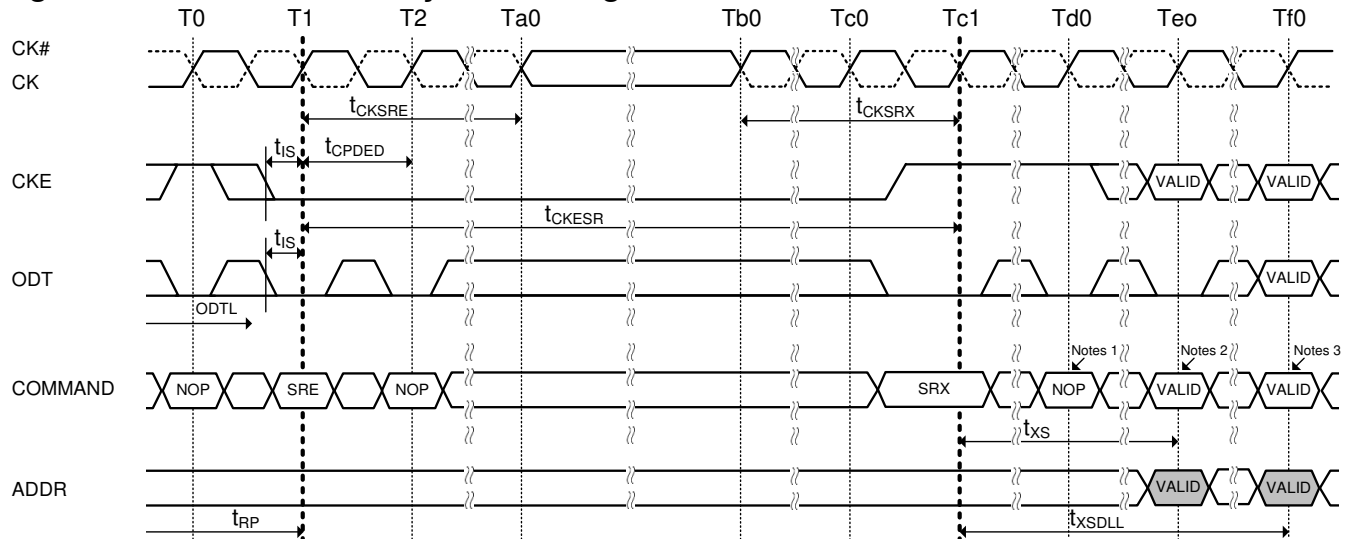 T0 T1 T2 Ta0 Tb0 Tc0 Tc1 Td0 Teo Tf0
CK#
CK
tCKSRE tCKSRX
tIS tCPDED
CKE VALID VALID
tCKESR
tIS
ODT VALID
ODTL
Notes 1 Notes 2 Notes 3
COMMAND NOP SRE NOP SRX NOP VALID VALID
tXS
ADDR VALID VALID
tRP tXSDLL